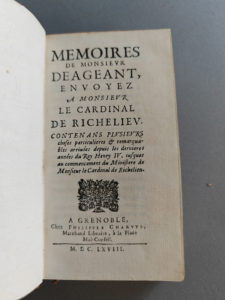 MEMOIRES
DE MONSIEVR
DEAGEANT,
ENVOYEZ
A MONSIEVR
LE CARDINAL
DE RICHELIEV.
CONTENANS PLVSIEVRS
choses particulieres & remarqua-
bles arriuées depuis les dernieres
années du Roy Henry IV. iusques
au commencement du Ministere de
Monsieur le Cardinal de Richelieu.
A GRENOBLE,
Chez PHILIPPES CHARVYS,
Marchand Libraire, à la Place
Mal-Conseil.
M. DC. LXVIII.